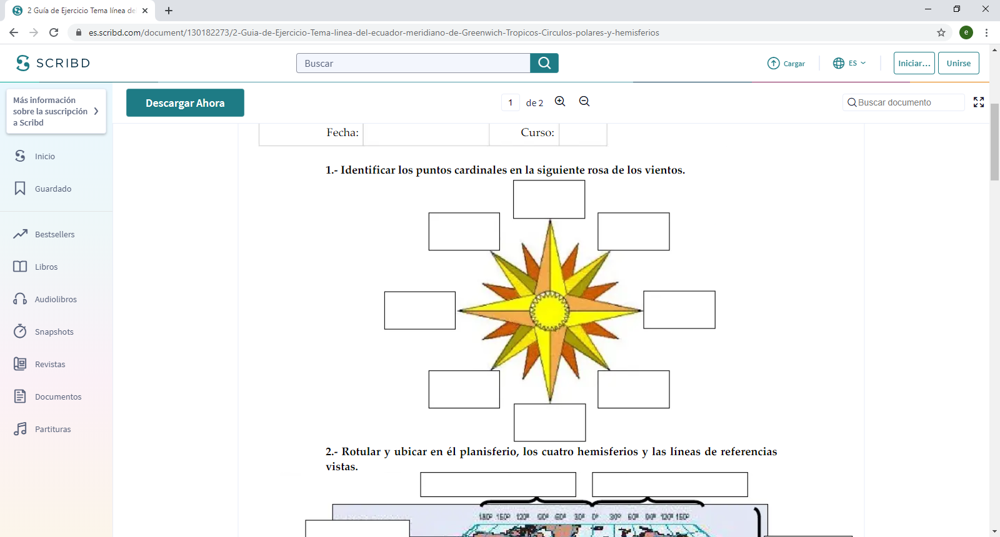 2 Guía de Ejercicio Tema línea de
es.scribd.com/document/130182273/2-Guia-de-Ejercicio-Tema-linea-del-ecuador-meridiano-de-Greenwich-Tropicos-Circulos-polares-y-hemisferios
e
SCRIBD
Buscar
Cargar
ES
Iniciar...
Unirse
Más información
sobre la suscripción
a Scribd
Descargar Ahora
1 de 2
Buscar documento
Inicio
Guardado
Bestsellers
Libros
Audiolibros
Snapshots
Revistas
Documentos
Partituras
Fecha: Curso:
1.- Identificar los puntos cardinales en la siguiente rosa de los vientos.
2.- Rotular y ubicar en él planisferio, los cuatro hemisferios y las líneas de referencias
vistas.
180º 150º 120º 90º 60º 30º 0º 30º 60º 90º 120º 150º